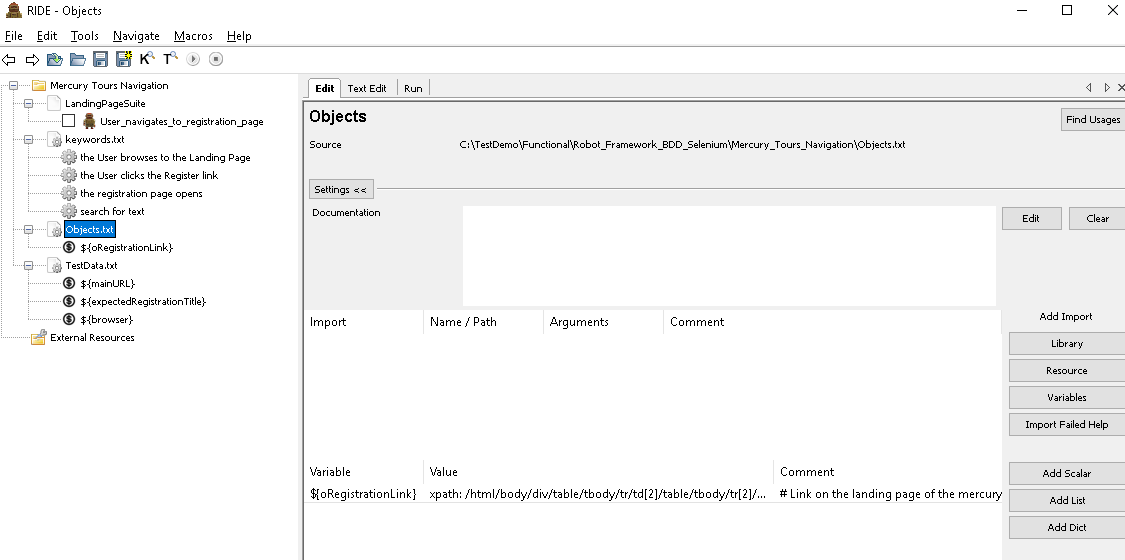 RIDE - Objects
File Edit Tools Navigate Macros Help
Mercury Tours Navigation
LandingPageSuite
User_navigates_to_registration_page
keywords.txt
the User browses to the Landing Page
the User clicks the Register link
the registration page opens
search for text
Objects.txt
${oRegistrationLink}
TestData.txt
${mainURL}
${expectedRegistrationTitle}
${browser}
External Resources
Edit Text Edit Run
Objects
Find Usages
Source C:\TestDemo\Functional\Robot_Framework_BDD_Selenium\Mercury_Tours_Navigation\Objects.txt
Settings <<
Documentation Edit Clear
Import Name / Path Arguments Comment
Add Import
Library
Resource
Variables
Import Failed Help
Variable Value Comment
Add Scalar
${oRegistrationLink} xpath: /html/body/div/table/tbody/tr/td[2]/table/tbody/tr[2]/... # Link on the landing page of the mercury
Add List
Add Dict